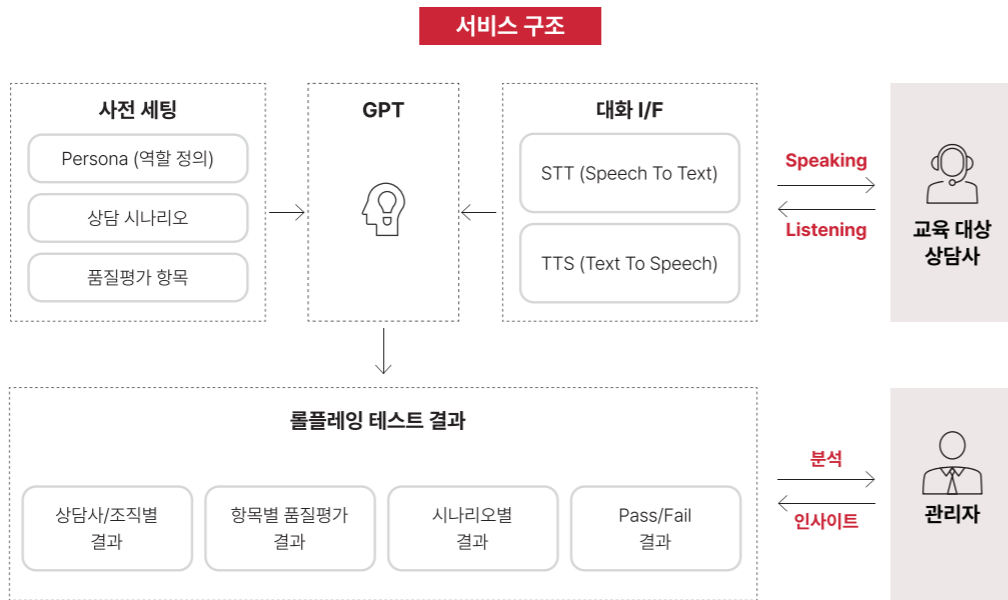 서비스 구조
사전 세팅
Persona (역할 정의)
상담 시나리오
품질평가 항목
GPT
대화 I/F
STT (Speech To Text)
TTS (Text To Speech)
Speaking
Listening
교육 대상
상담사
롤플레잉 테스트 결과
상담사/조직별
결과
항목별 품질평가
결과
시나리오별
결과
Pass/Fail
결과
분석
인사이트
관리자